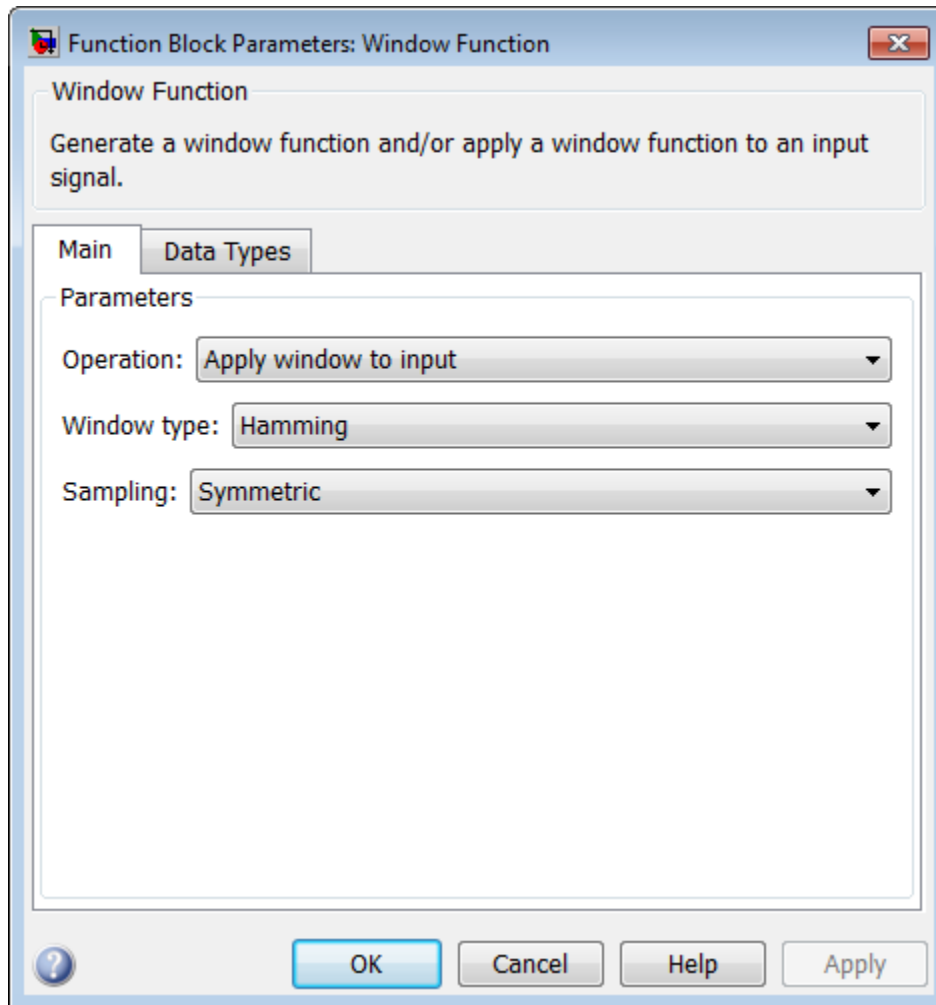 Function Block Parameters: Window Function
Window Function
Generate a window function and/or apply a window function to an input
signal.
Main
Data Types
Parameters
Operation: Apply window to input
Window type: Hamming
Sampling: Symmetric
OK Cancel Help Apply